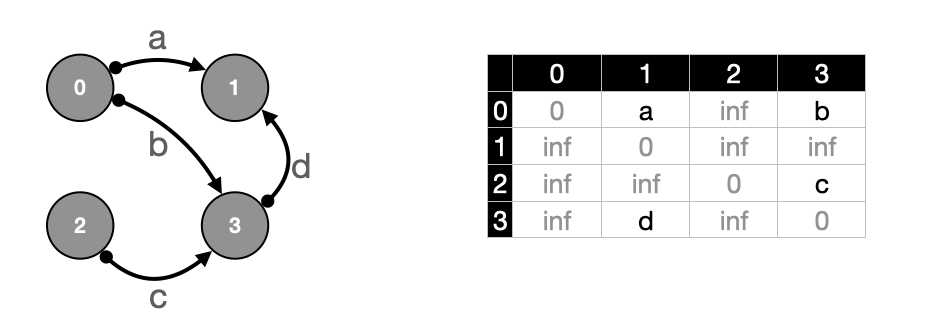 a
0 1
b
d
2 3
c
0 1 2 3
0 0 a inf b
1 inf 0 inf inf
2 inf inf 0 c
3 inf d inf 0